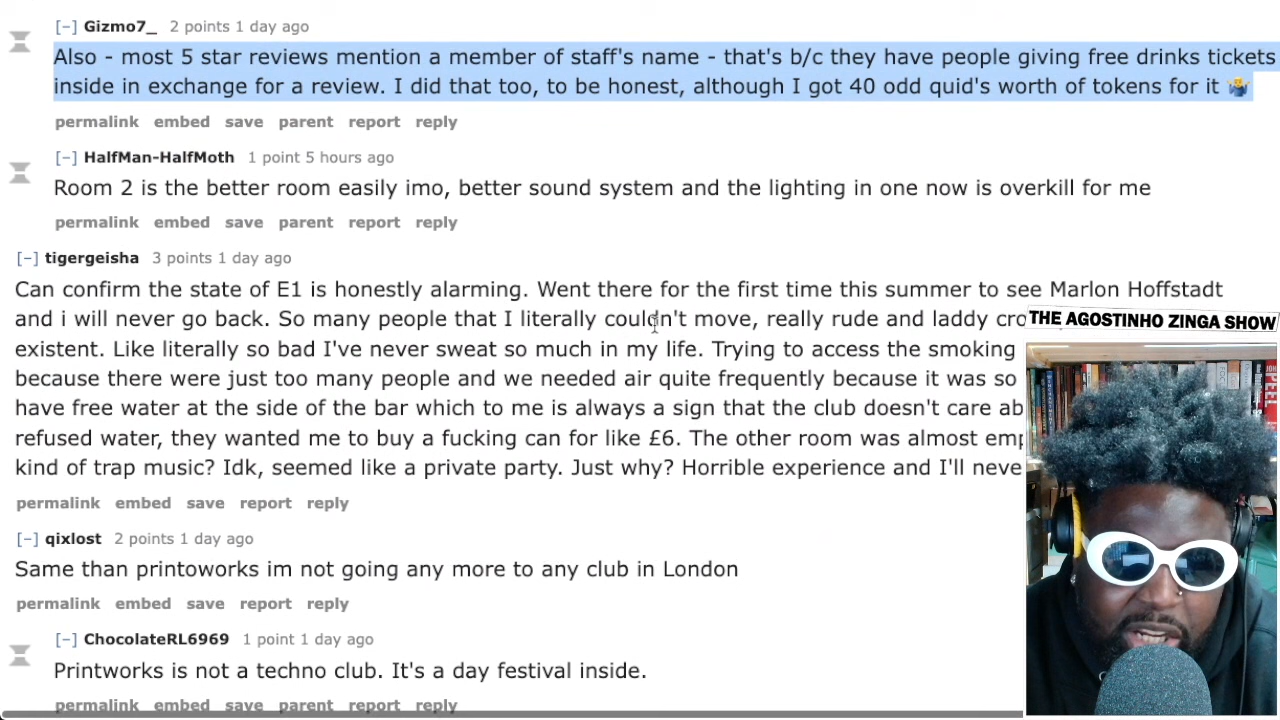 [−] Gizmo7_ 2 points 1 day ago
Also - most 5 star reviews mention a member of staff's name - that's b/c they have people giving free drinks tickets
inside in exchange for a review. I did that too, to be honest, although I got 40 odd quid's worth of tokens for it 🤷
permalink embed save parent report reply
[−] HalfMan-HalfMoth 1 point 5 hours ago
Room 2 is the better room easily imo, better sound system and the lighting in one now is overkill for me
permalink embed save parent report reply
[−] tigergeisha 3 points 1 day ago
Can confirm the state of E1 is honestly alarming. Went there for the first time this summer to see Marlon Hoffstadt
and i will never go back. So many people that I literally couldn't move, really rude and laddy cro
THE AGOSTINHO ZINGA SHOW
existent. Like literally so bad I've never sweat so much in my life. Trying to access the smoking
because there were just too many people and we needed air quite frequently because it was so
have free water at the side of the bar which to me is always a sign that the club doesn't care ab
refused water, they wanted me to buy a fucking can for like £6. The other room was almost emp
kind of trap music? Idk, seemed like a private party. Just why? Horrible experience and I'll neve
permalink embed save report reply
[−] qixlost 2 points 1 day ago
Same than printoworks im not going any more to any club in London
permalink embed save report reply
[−] ChocolateRL6969 1 point 1 day ago
Printworks is not a techno club. It's a day festival inside.
permalink embed save parent report reply